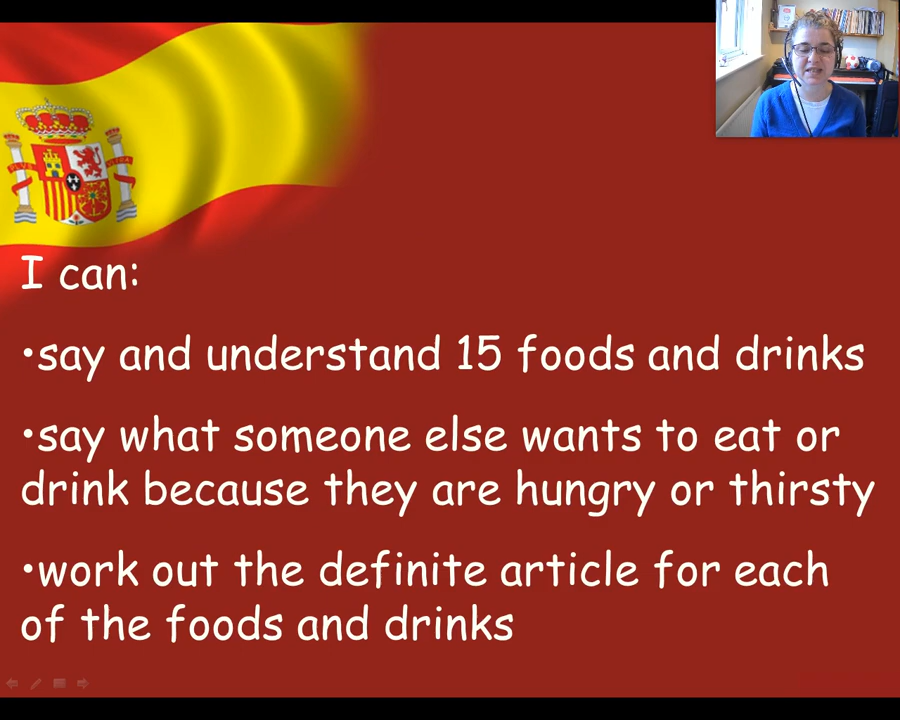 I can:
•say and understand 15 foods and drinks
•say what someone else wants to eat or
drink because they are hungry or thirsty
•work out the definite article for each
of the foods and drinks